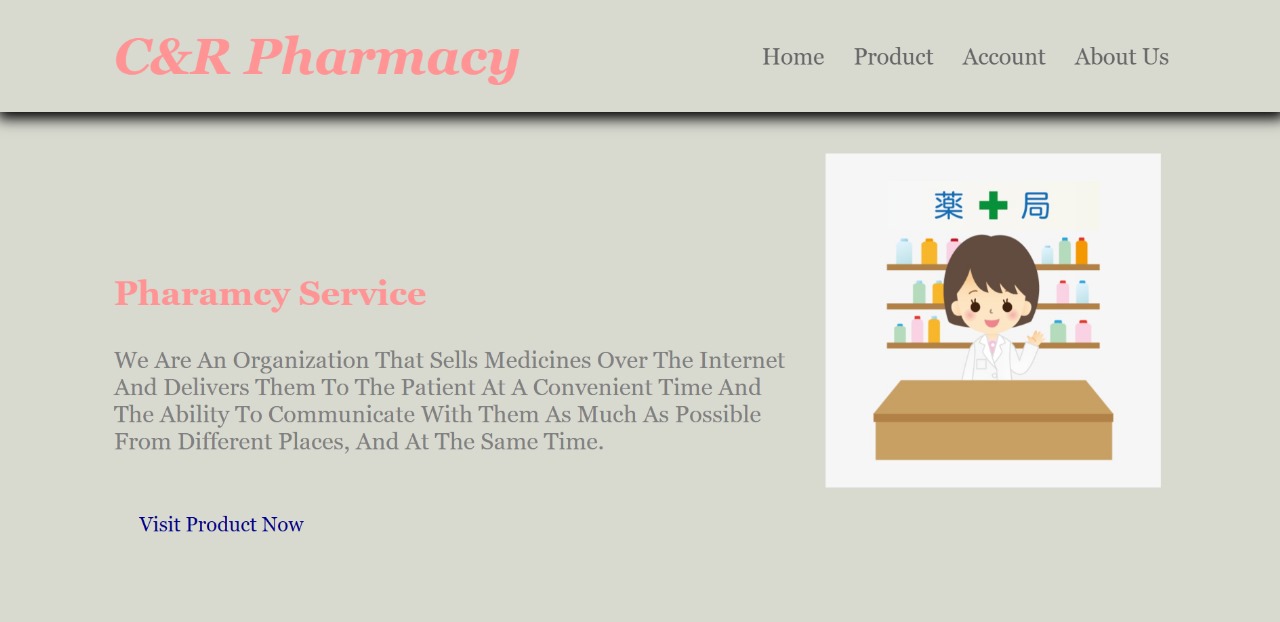 C&R Pharmacy
Home Product Account About Us
薬 局
Pharamcy Service
We Are An Organization That Sells Medicines Over The Internet
And Delivers Them To The Patient At A Convenient Time And
The Ability To Communicate With Them As Much As Possible
From Different Places, And At The Same Time.
Visit Product Now